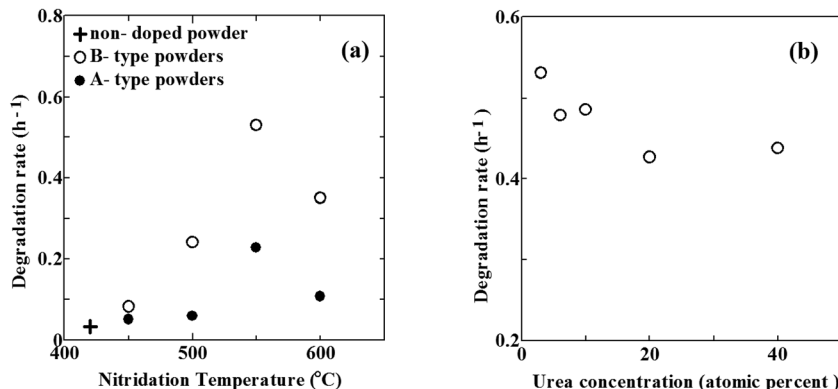 0.8
non- doped powder
(a)
B- type powders
A- type powders
0.6
0.4
0.2
0
400
500
600
Degradation rate (h-1)
Nitridation Temperature (°C)
0.6
(b)
0.4
0.2
0
20
40
Degradation rate (h-1 )
Urea concentration (atomic percent )